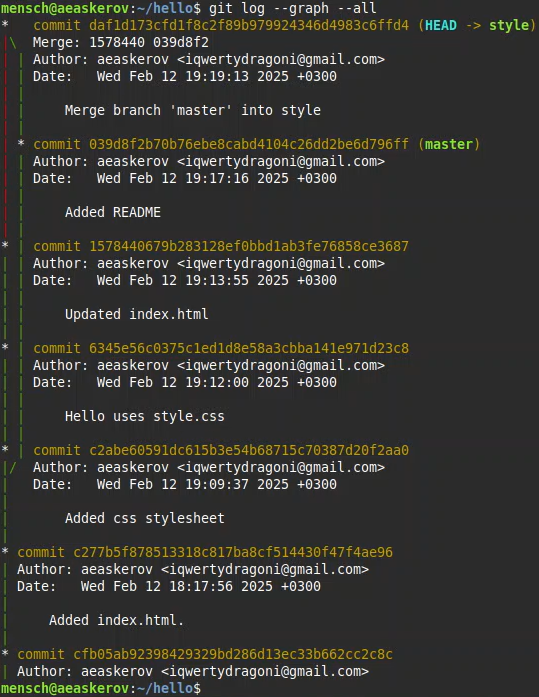 mensch@aeaskerov:~/hello$ git log --graph --all
*   commit daf1d173cfd1f8c2f89b979924346d4983c6ffd4 (HEAD -> style)
|\  Merge: 1578440 039d8f2
| | Author: aeaskerov <iqwertydragoni@gmail.com>
| | Date:   Wed Feb 12 19:19:13 2025 +0300
| |
| |     Merge branch 'master' into style
| |
| * commit 039d8f2b70b76ebe8cabd4104c26dd2be6d796ff (master)
| | Author: aeaskerov <iqwertydragoni@gmail.com>
| | Date:   Wed Feb 12 19:17:16 2025 +0300
| |
| |     Added README
| |
* | commit 1578440679b283128ef0bbd1ab3fe76858ce3687
| | Author: aeaskerov <iqwertydragoni@gmail.com>
| | Date:   Wed Feb 12 19:13:55 2025 +0300
| |
| |     Updated index.html
| |
* | commit 6345e56c0375c1ed1d8e58a3cbba141e971d23c8
| | Author: aeaskerov <iqwertydragoni@gmail.com>
| | Date:   Wed Feb 12 19:12:00 2025 +0300
| |
| |     Hello uses style.css
| |
* | commit c2abe60591dc615b3e54b68715c70387d20f2aa0
|/  Author: aeaskerov <iqwertydragoni@gmail.com>
|   Date:   Wed Feb 12 19:09:37 2025 +0300
|
|       Added css stylesheet
|
* commit c277b5f878513318c817ba8cf514430f47f4ae96
| Author: aeaskerov <iqwertydragoni@gmail.com>
| Date:   Wed Feb 12 18:17:56 2025 +0300
|
|     Added index.html.
|
* commit cfb05ab92398429329bd286d13ec33b662cc2c8c
| Author: aeaskerov <iqwertydragoni@gmail.com>
mensch@aeaskerov:~/hello$